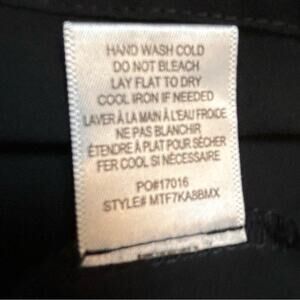 HAND WASH COLD
DO NOT BLEACH
LAY FLAT TO DRY
COOL IRON IF NEEDED
LAVER À LA MAIN À L'EAU FROIDE
NE PAS BLANCHIR
ÉTENDRE À PLAT POUR SÉCHER
FER COOL SI NÉCESSAIRE
PO#17016
STYLE# MTF7KA8BMX